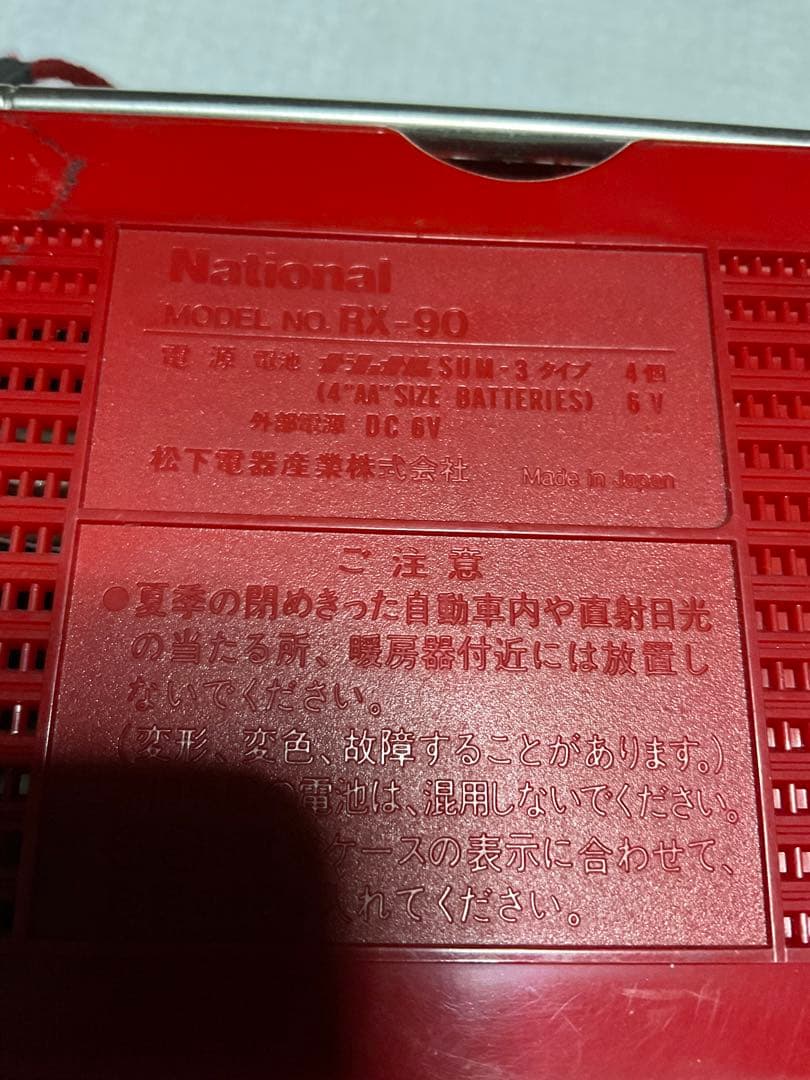 National
MODEL NO. RX-90
電源 電池 ナショナル SUM-3 タイプ 4個
(4"AA"SIZE BATTERIES) 6V
外部電源 DC 6V
松下電器産業株式会社 Made in Japan
ご注意
●夏季の閉めきった自動車内や直射日光
の当たる所、暖房器付近には放置し
ないでください。
(変形、変色、故障することがあります。)
電池は、混用しないでください。
ケースの表示に合わせて、
入れてください。